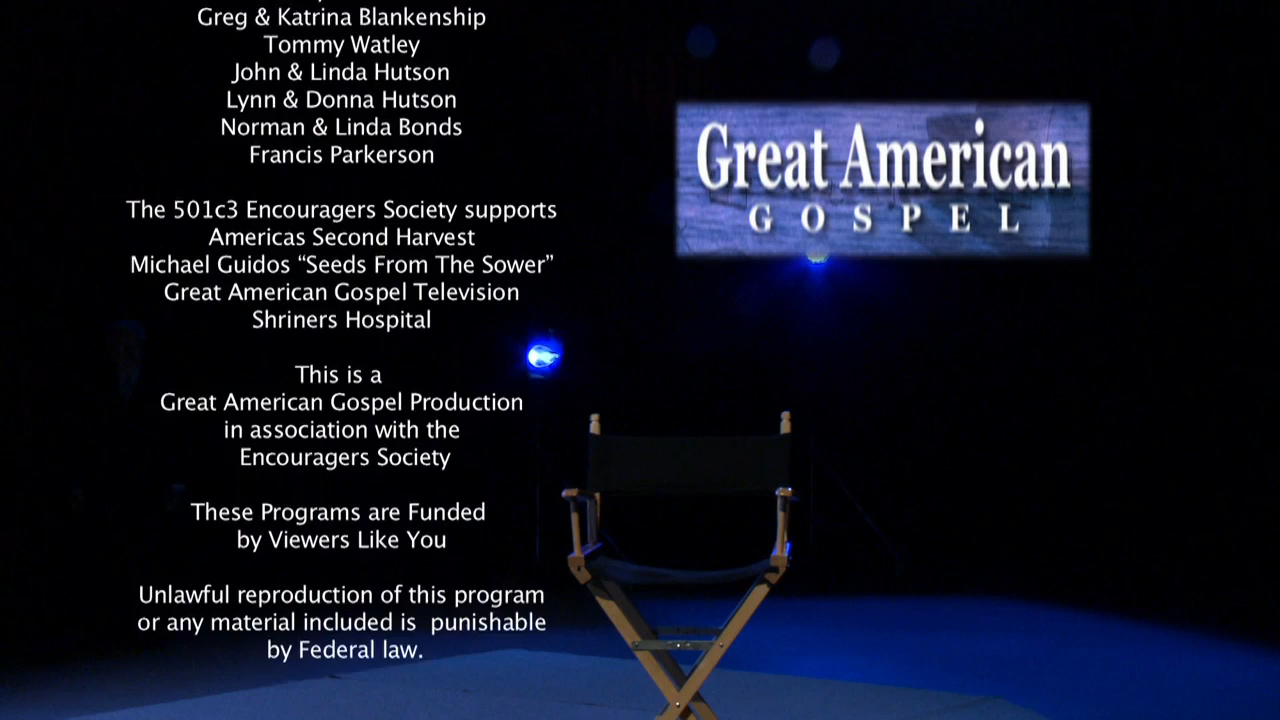 Greg & Katrina Blankenship
Tommy Watley
John & Linda Hutson
Lynn & Donna Hutson
Norman & Linda Bonds
Francis Parkerson
The 501c3 Encouragers Society supports
Americas Second Harvest
Michael Guidos “Seeds From The Sower”
Great American Gospel Television
Shriners Hospital
This is a
Great American Gospel Production
in association with the
Encouragers Society
These Programs are Funded
by Viewers Like You
Unlawful reproduction of this program
or any material included is  punishable
by Federal law.
Great American
GOSPEL